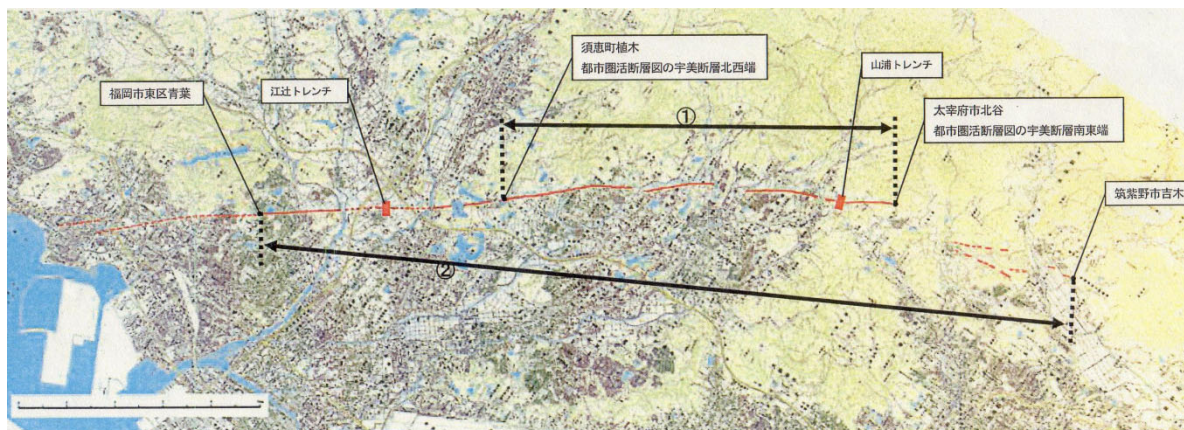 須恵町植木
都市圏活断層図の宇美断層北西端
山浦トレンチ
福岡市東区青葉
江辻トレンチ
①
太宰府市北谷
都市圏活断層図の宇美断層南東端
筑紫野市吉木
②